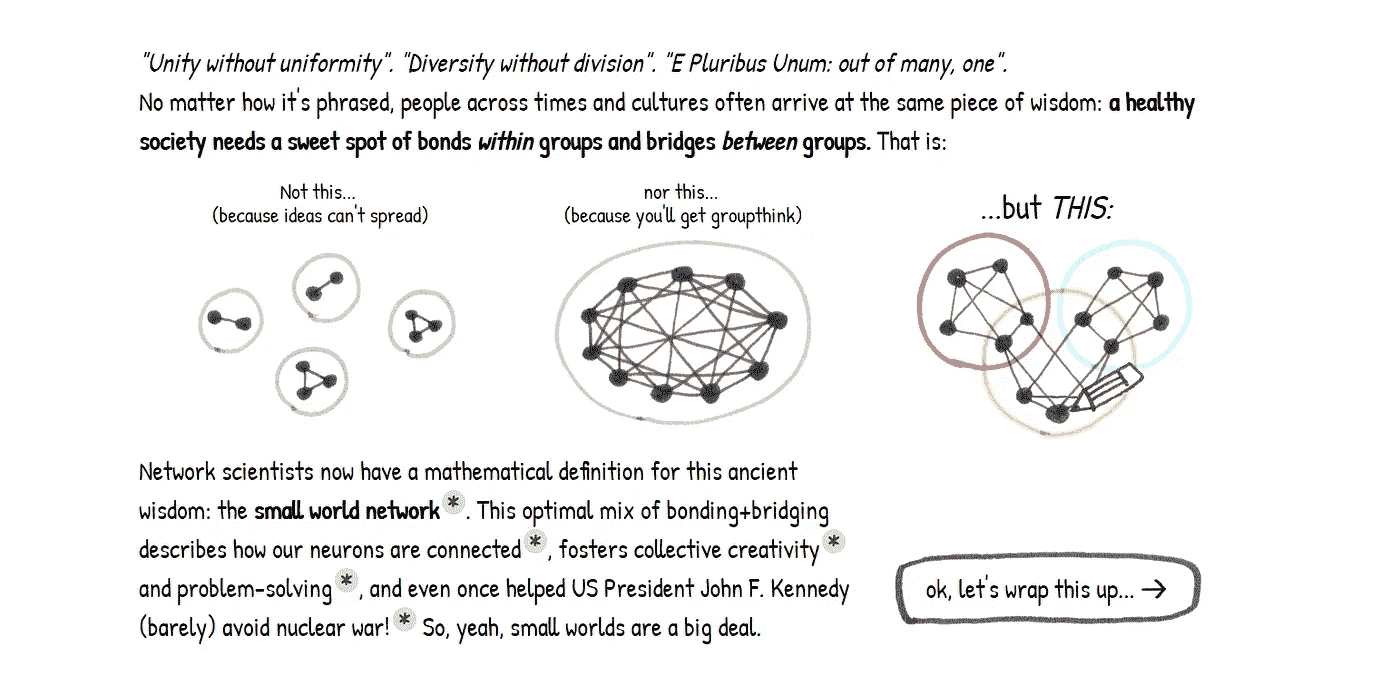 "Unity without uniformity". "Diversity without division". "E Pluribus Unum: out of many, one".
No matter how it's phrased, people across times and cultures often arrive at the same piece of wisdom: a healthy
society needs a sweet spot of bonds within groups and bridges between groups. That is:
Not this...
(because ideas can't spread)
nor this...
(because you'll get groupthink)
...but THIS:
Network scientists now have a mathematical definition for this ancient
wisdom: the small world network*. This optimal mix of bonding+bridging
describes how our neurons are connected*, fosters collective creativity*
and problem-solving*, and even once helped US President John F. Kennedy
(barely) avoid nuclear war!* So, yeah, small worlds are a big deal.
ok, let's wrap this up... →